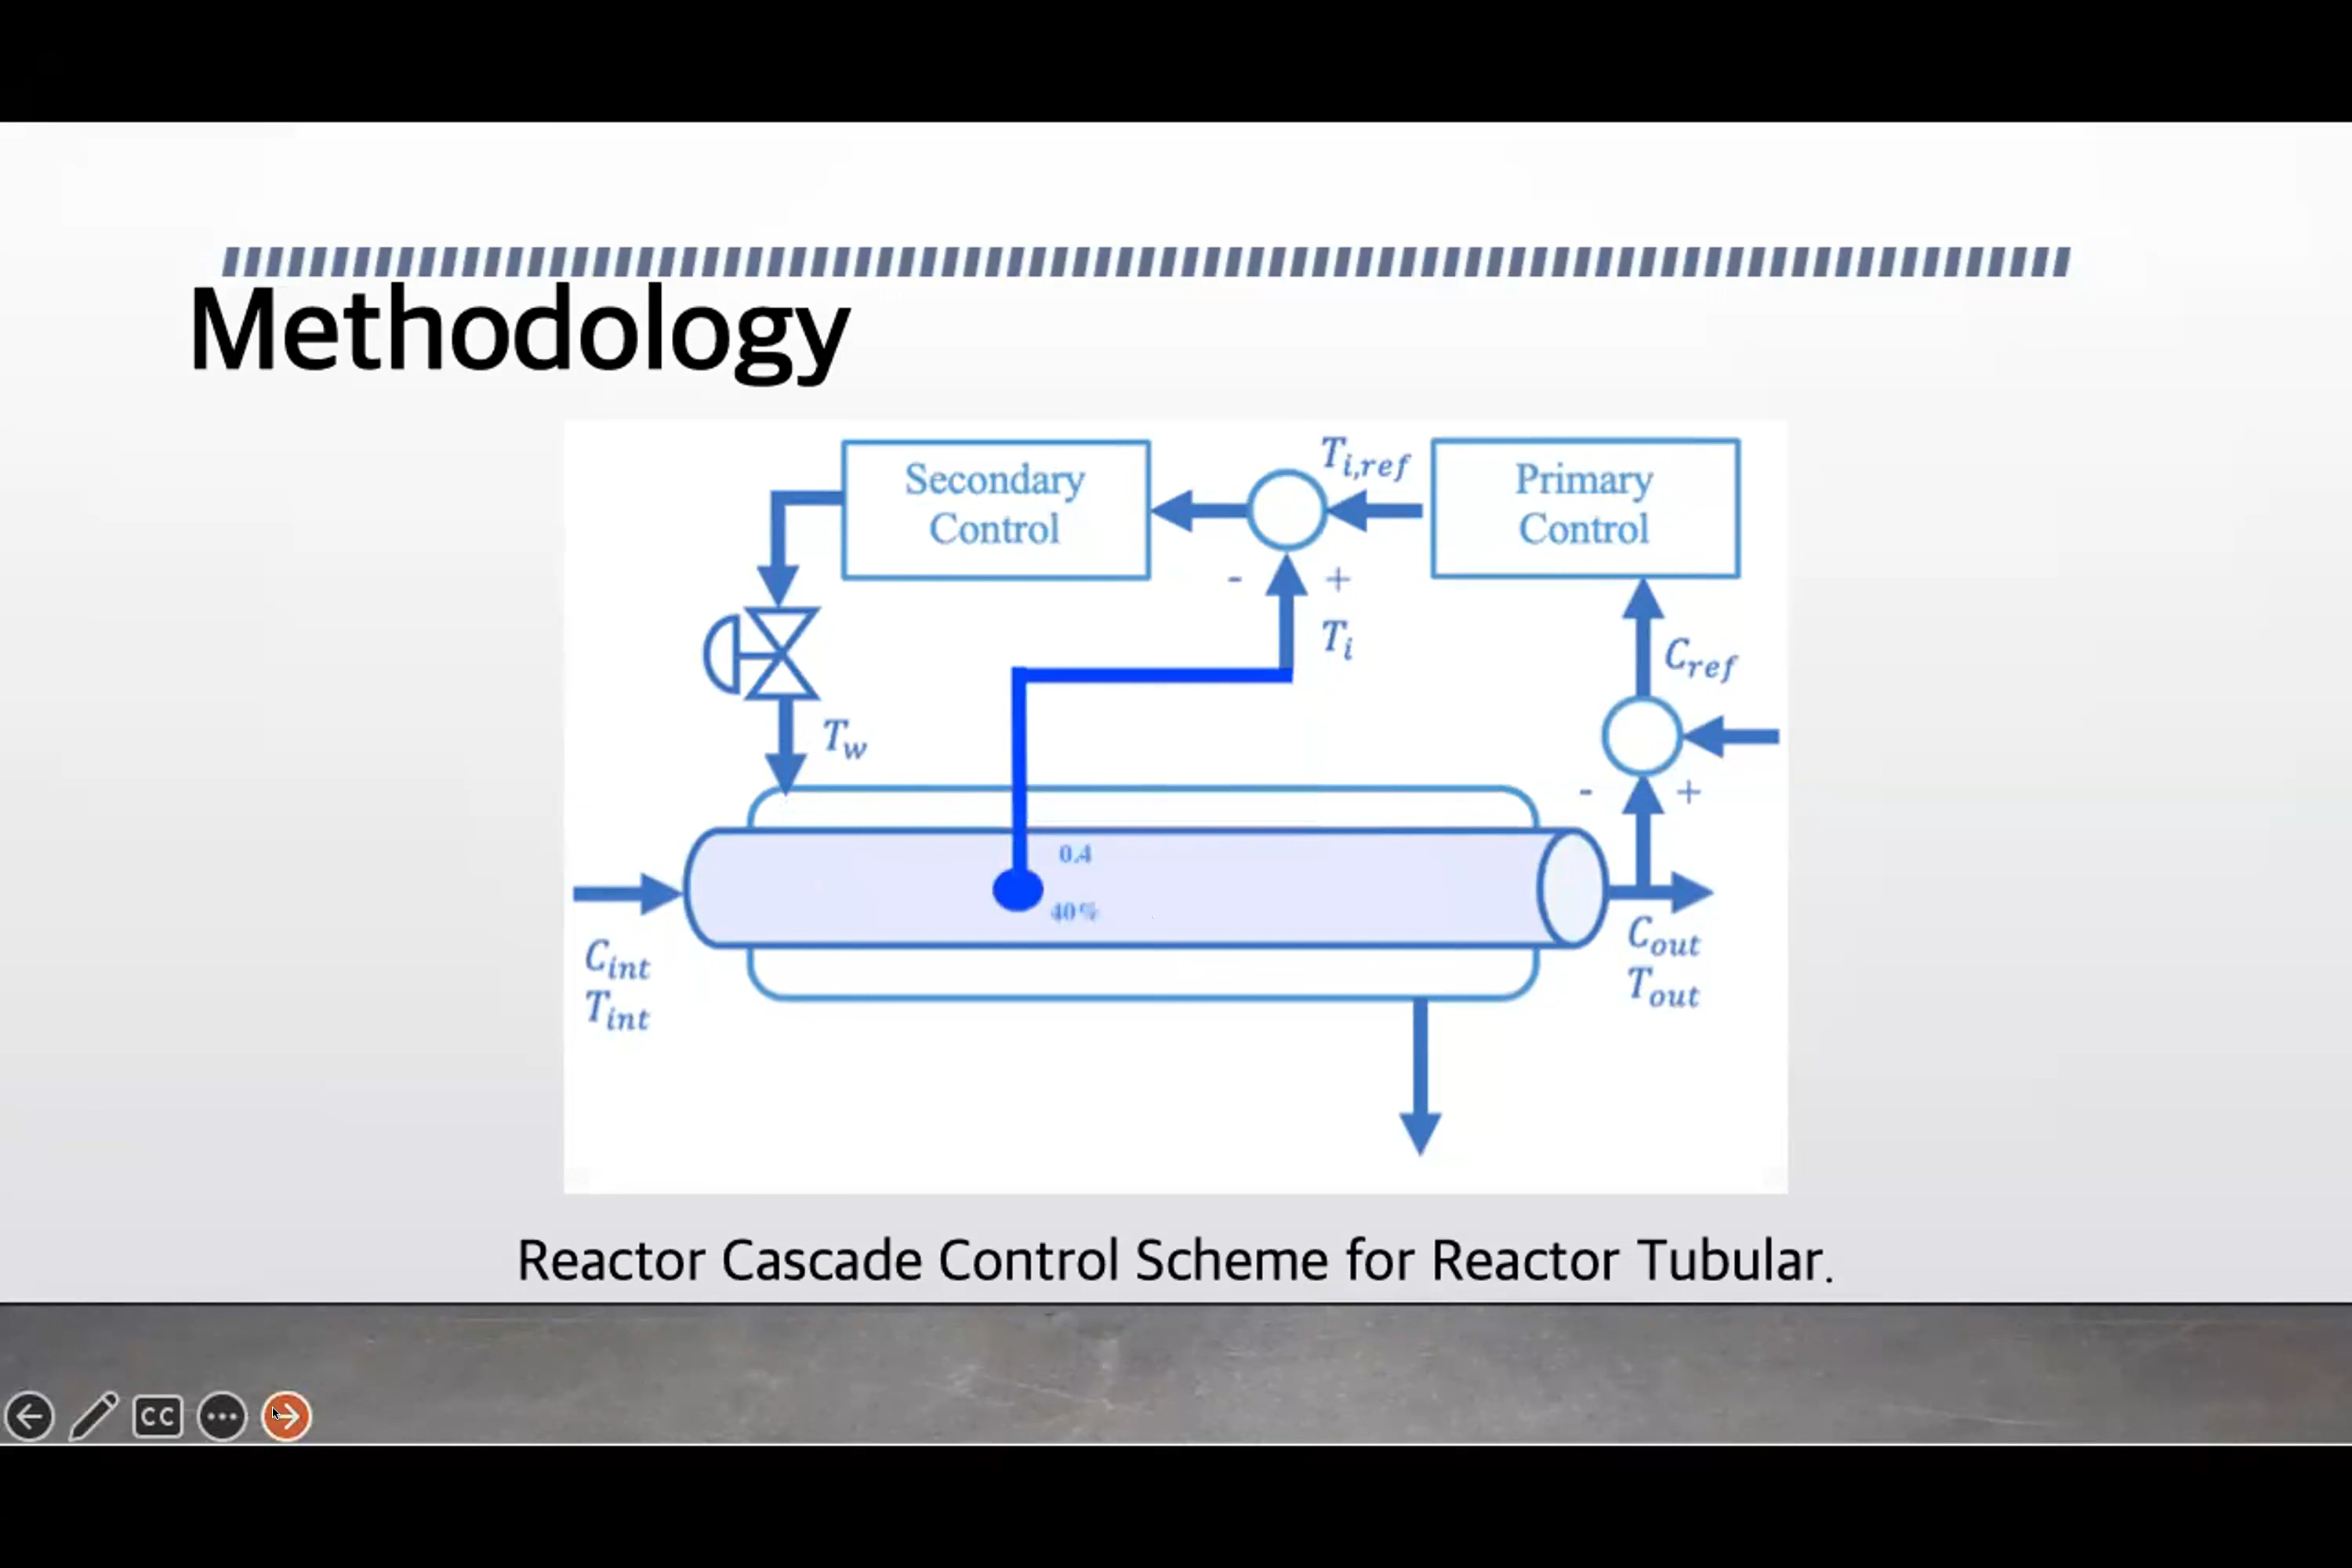 Methodology
Secondary
Control
T_{i,ref}
Primary
Control
- +
T_i
C_{ref}
T_w
- +
0.4
40%
C_{int}
T_{int}
C_{out}
T_{out}
Reactor Cascade Control Scheme for Reactor Tubular.
CC